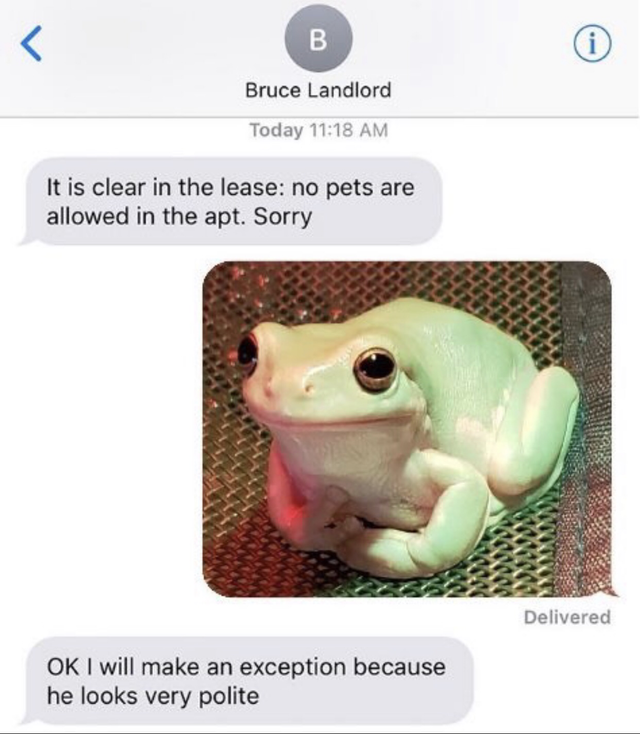 B
Bruce Landlord
Today 11:18 AM
It is clear in the lease: no pets are
allowed in the apt. Sorry
Delivered
OK I will make an exception because
he looks very polite